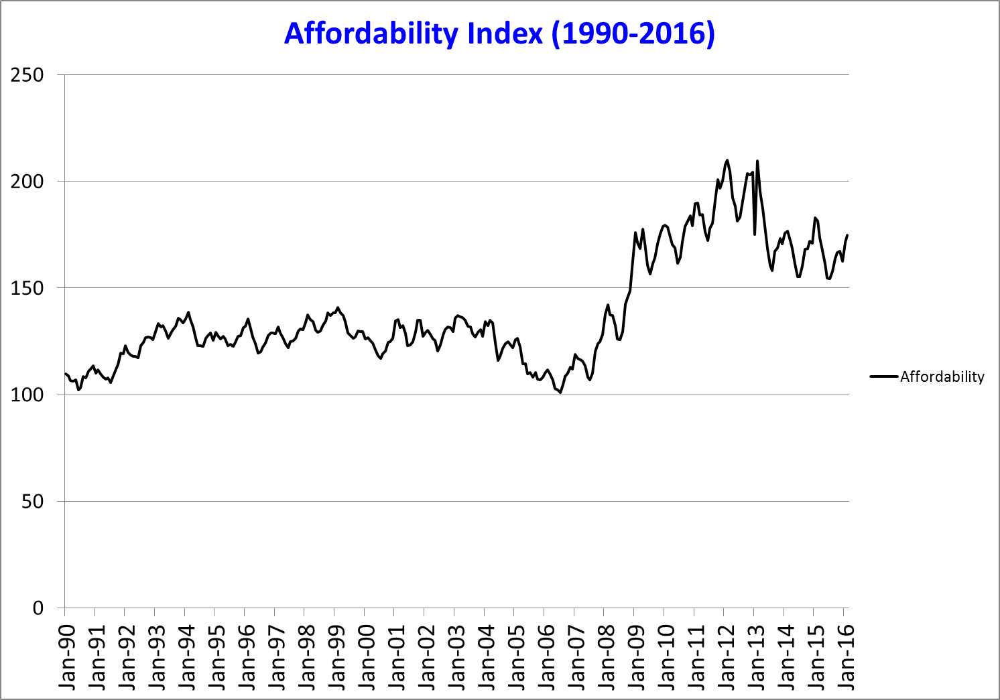 Affordability Index (1990-2016)
250
200
150
100
50
0
Jan-90
Jan-91
Jan-92
Jan-93
Jan-94
Jan-95
Jan-96
Jan-97
Jan-98
Jan-99
Jan-00
Jan-01
Jan-02
Jan-03
Jan-04
Jan-05
Jan-06
Jan-07
Jan-08
Jan-09
Jan-10
Jan-11
Jan-12
Jan-13
Jan-14
Jan-15
Jan-16
Affordability